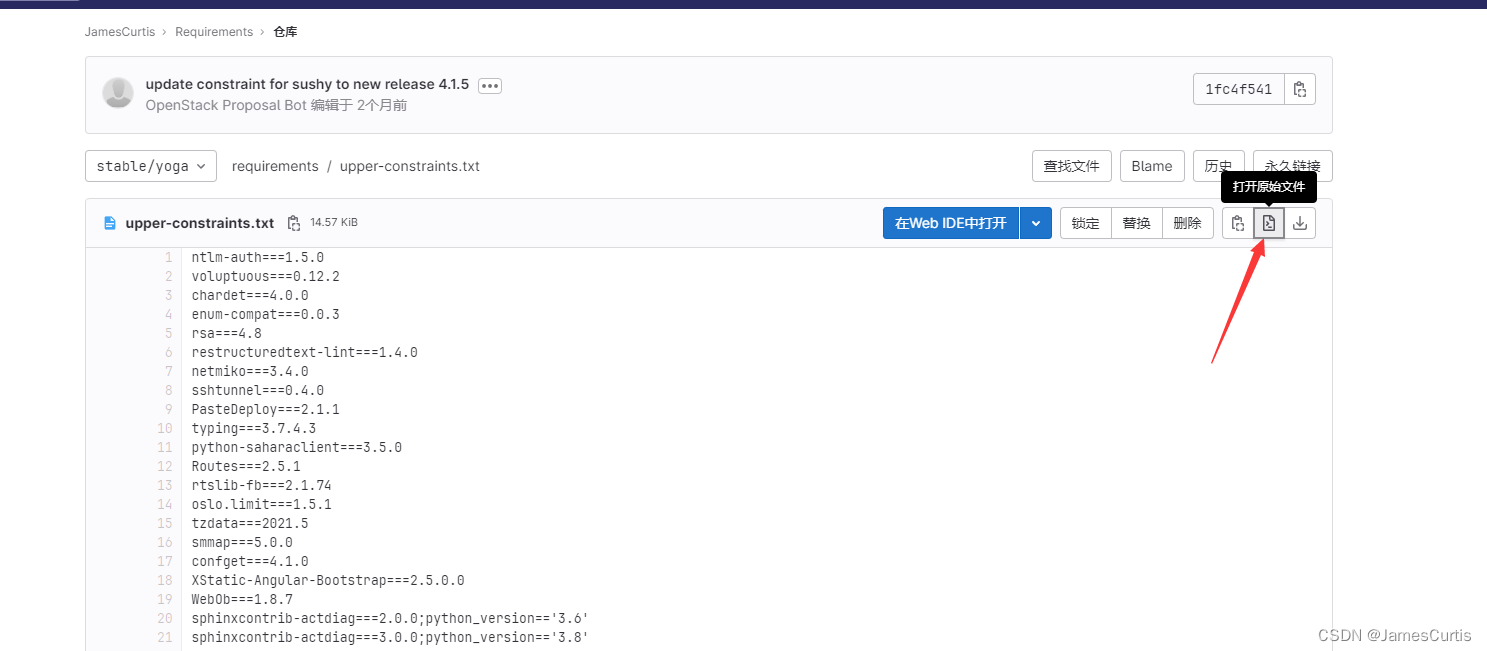 JamesCurtis › Requirements › 仓库
update constraint for sushy to new release 4.1.5
OpenStack Proposal Bot 编辑于 2个月前
1fc4f541
stable/yoga
requirements / upper-constraints.txt
查找文件 Blame 历史 永久链接
打开原始文件
upper-constraints.txt 14.57 KiB
在Web IDE中打开 锁定 替换 删除
1 ntlm-auth===1.5.0
2 voluptuous===0.12.2
3 chardet===4.0.0
4 enum-compat===0.0.3
5 rsa===4.8
6 restructuredtext-lint===1.4.0
7 netmiko===3.4.0
8 sshtunnel===0.4.0
9 PasteDeploy===2.1.1
10 typing===3.7.4.3
11 python-saharaclient===3.5.0
12 Routes===2.5.1
13 rtslib-fb===2.1.74
14 oslo.limit===1.5.1
15 tzdata===2021.5
16 smmap===5.0.0
17 confget===4.1.0
18 XStatic-Angular-Bootstrap===2.5.0.0
19 WebOb===1.8.7
20 sphinxcontrib-actdiag===2.0.0;python_version=='3.6'
21 sphinxcontrib-actdiag===3.0.0;python_version=='3.8'
CSDN @JamesCurtis